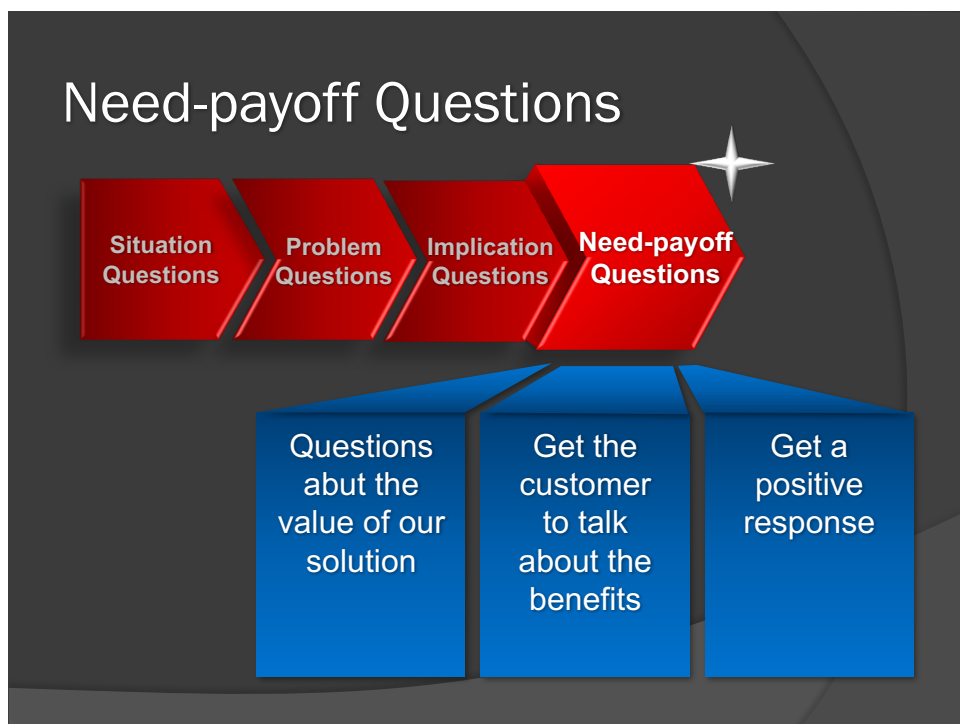 Need-payoff Questions
Situation
Questions
Problem
Questions
Implication
Questions
Need-payoff
Questions
Questions
abut the
value of our
solution
Get the
customer
to talk
about the
benefits
Get a
positive
response